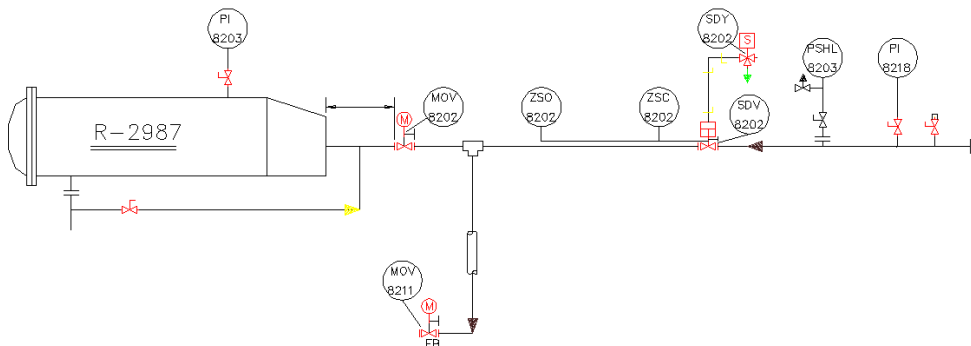 PI
8203
SDY
8202
S
PSHL
8203
PI
8218
R-2987
M
MOV
8202
ZSO
8202
ZSC
8202
SDV
8202
MOV
8211
M
FB